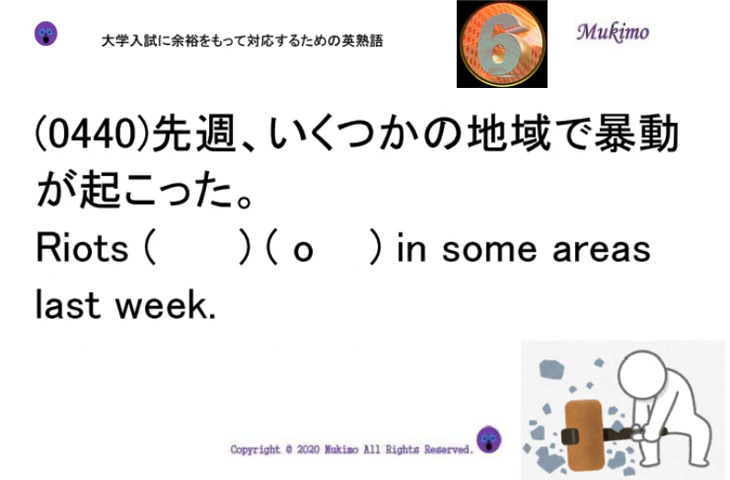 大学入試に余裕をもって対応するための英熟語
6
Mukimo
(0440)先週、いくつかの地域で暴動
が起こった。
Riots (　　)( o　) in some areas
last week.
Copyright © 2020 Mukimo All Rights Reserved.